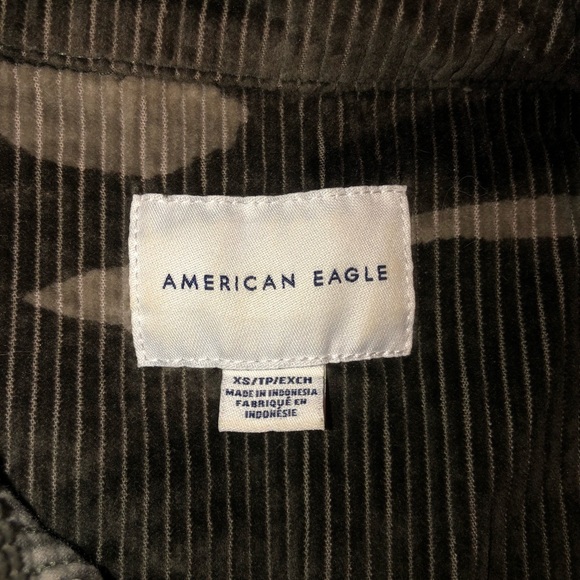 AMERICAN EAGLE
XS/TP/EXCH
MADE IN INDONESIA
FABRIQUÉ EN
INDONÉSIE